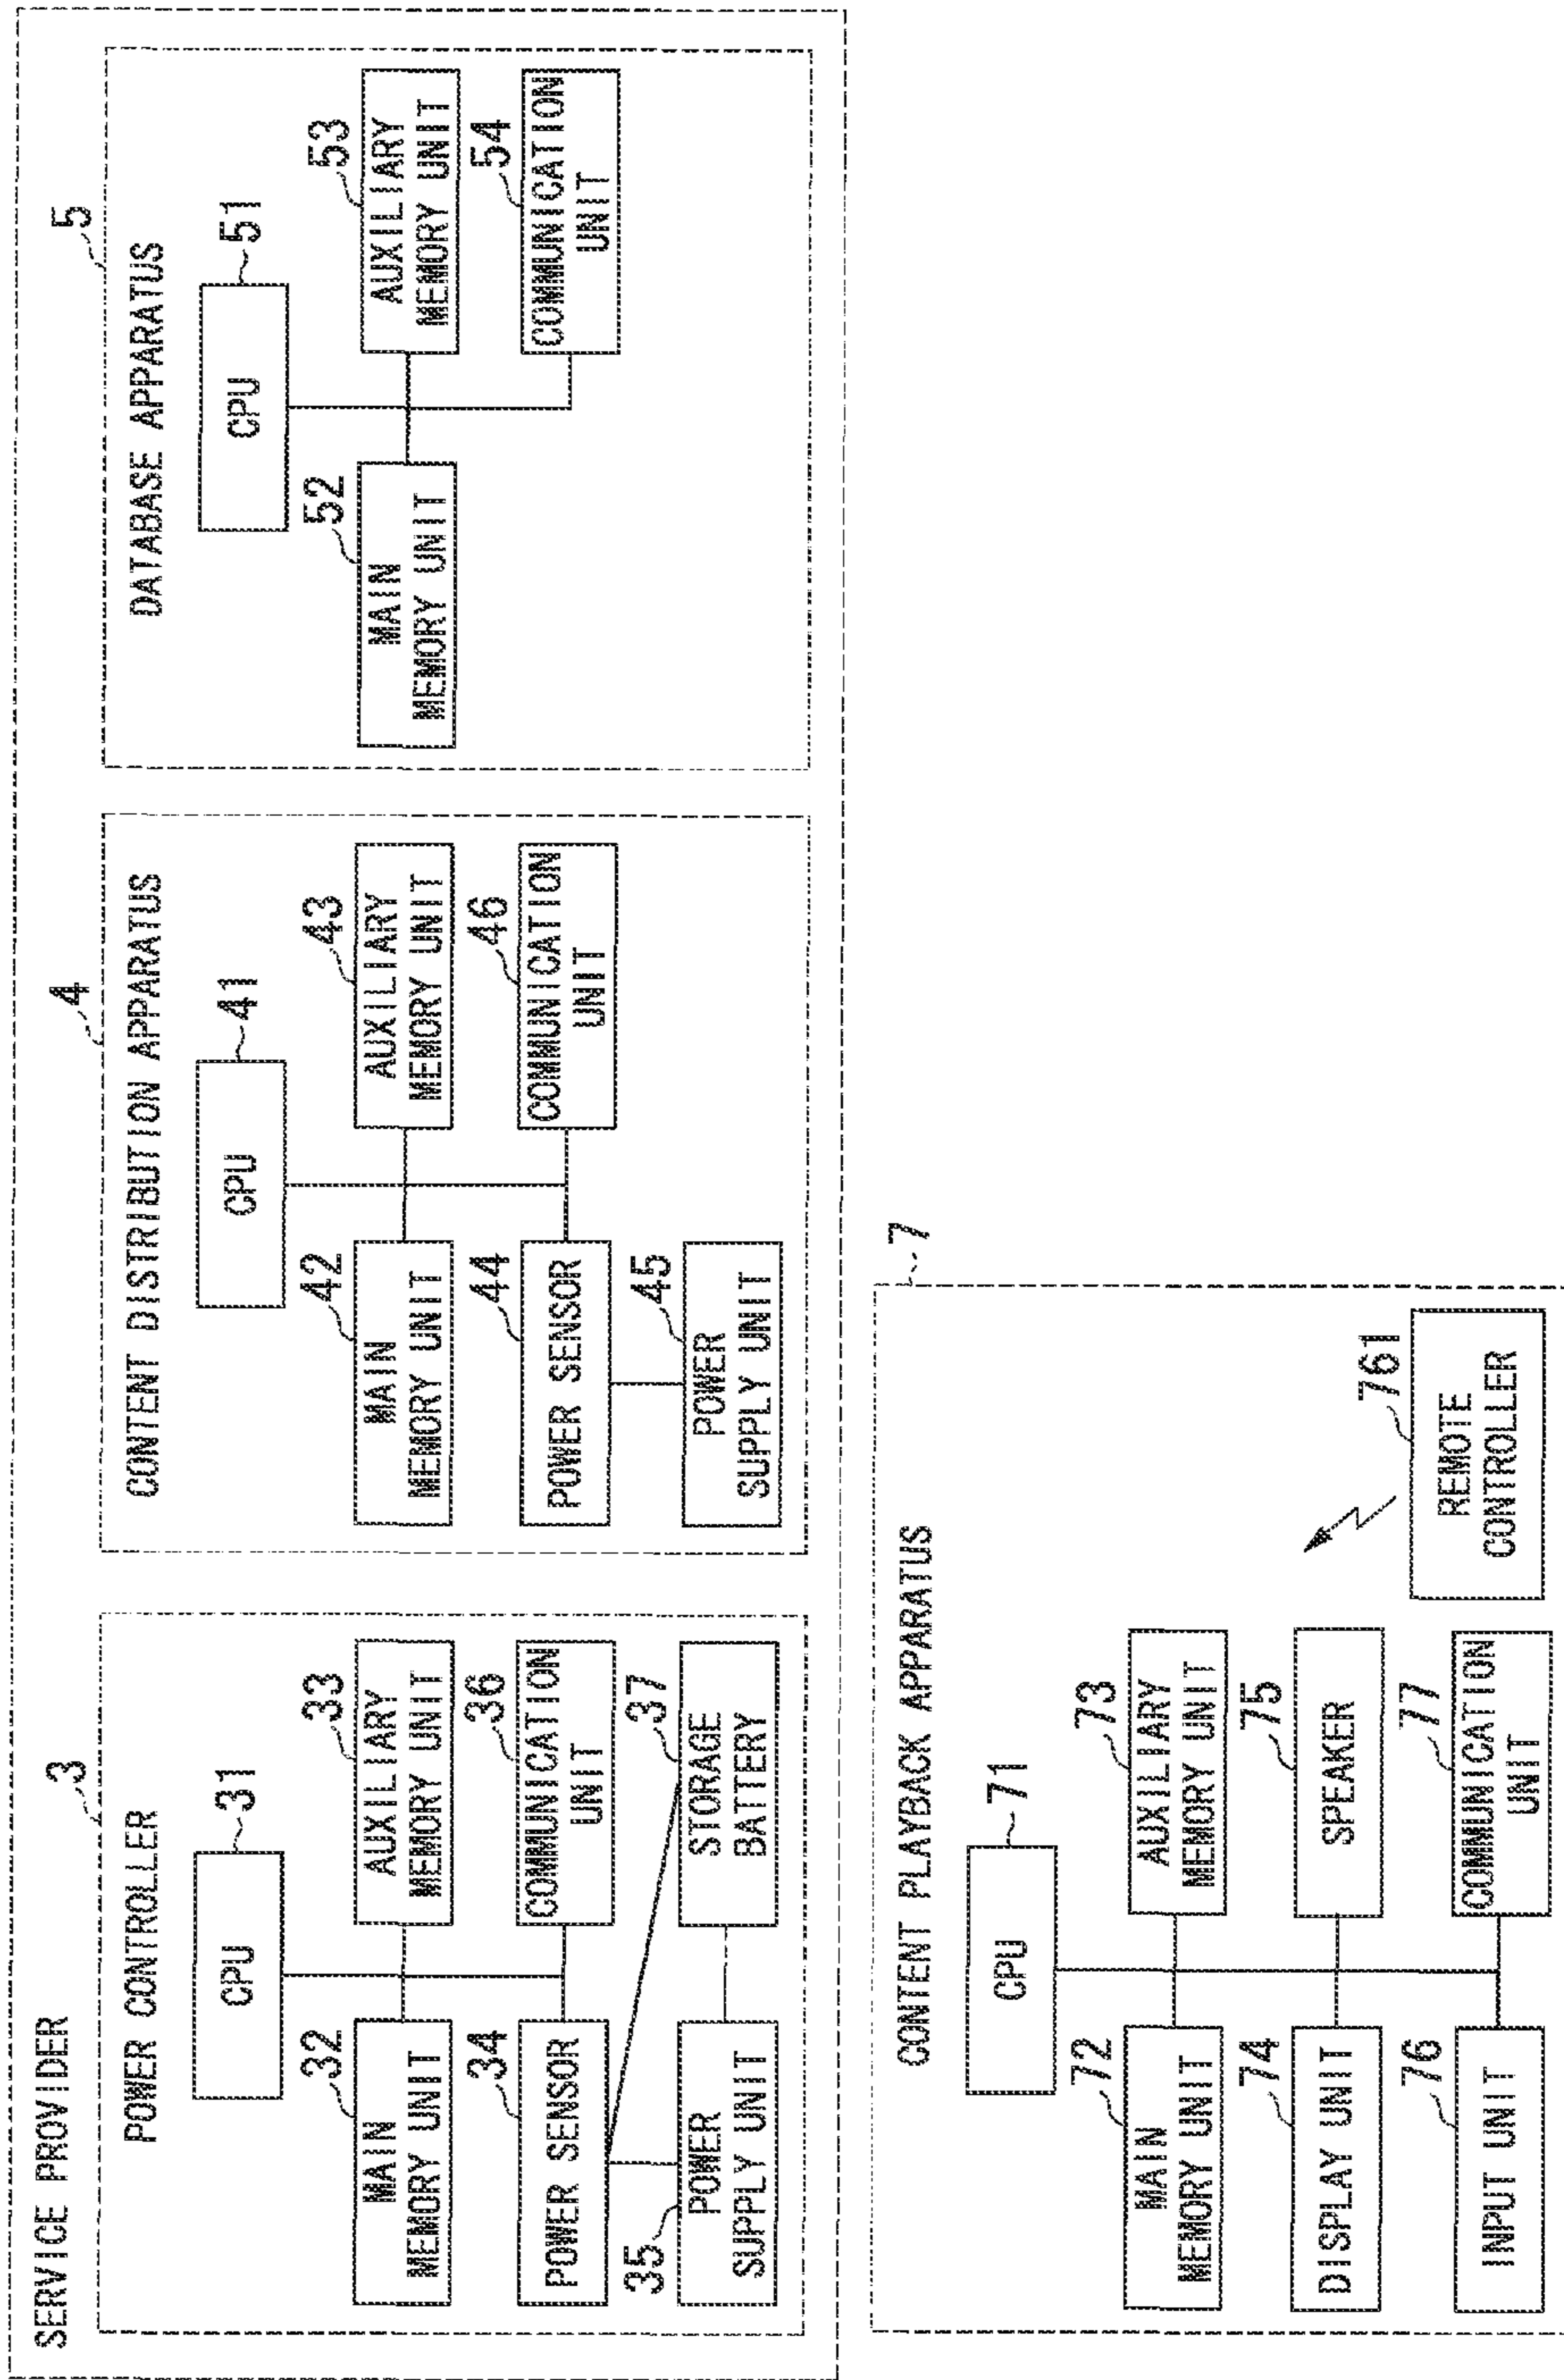 SERVICE PROVIDER
3
POWER CONTROLLER
31
CPU
32
MAIN
MEMORY UNIT
33
AUXILIARY
MEMORY UNIT
34
POWER SENSOR
36
COMMUNICATION
UNIT
35
POWER
SUPPLY UNIT
37
STORAGE
BATTERY
4
CONTENT DISTRIBUTION APPARATUS
41
CPU
42
MAIN
MEMORY UNIT
43
AUXILIARY
MEMORY UNIT
44
POWER SENSOR
46
COMMUNICATION
UNIT
45
POWER
SUPPLY UNIT
5
DATABASE APPARATUS
51
CPU
52
MAIN
MEMORY UNIT
53
AUXILIARY
MEMORY UNIT
54
COMMUNICATION
UNIT
7
CONTENT PLAYBACK APPARATUS
71
CPU
72
MAIN
MEMORY UNIT
73
AUXILIARY
MEMORY UNIT
74
DISPLAY UNIT
75
SPEAKER
76
INPUT UNIT
77
COMMUNICATION
UNIT
761
REMOTE
CONTROLLER